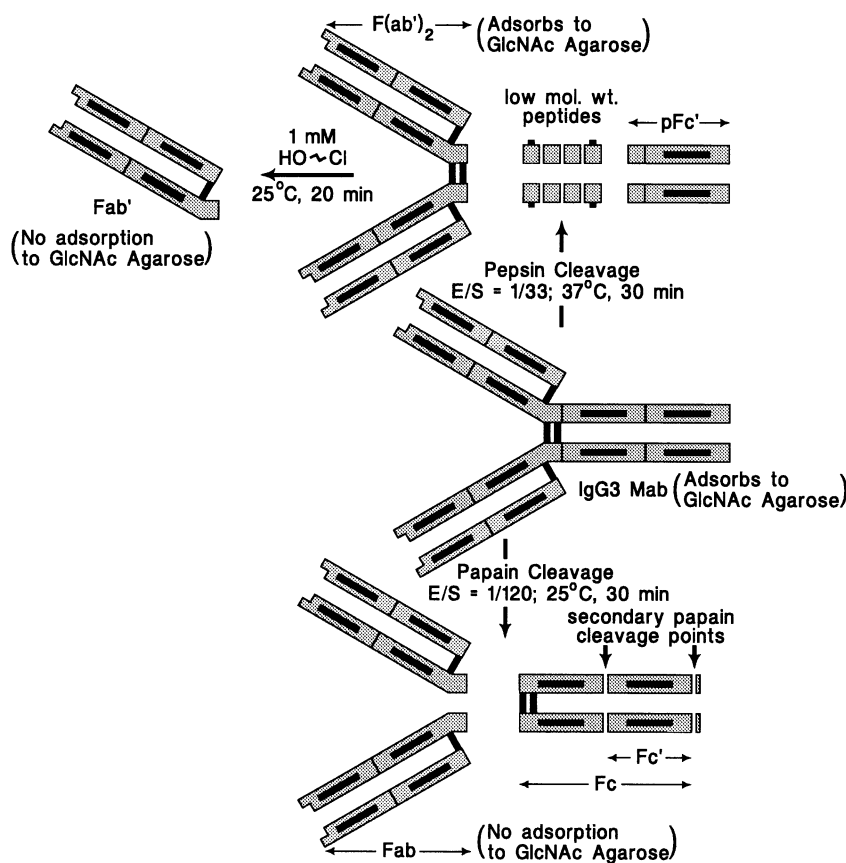 F(ab')2 (Adsorbs to
GlcNAc Agarose)
low mol. wt.
peptides
pFc'
1 mM
HO~Cl
25°C, 20 min
Fab'
(No adsorption
to GlcNAc Agarose)
Pepsin Cleavage
E/S = 1/33; 37°C, 30 min
IgG3 Mab (Adsorbs to
GlcNAc Agarose)
Papain Cleavage
E/S = 1/120; 25°C, 30 min
secondary papain
cleavage points
Fc'
Fc
Fab (No adsorption
to GlcNAc Agarose)